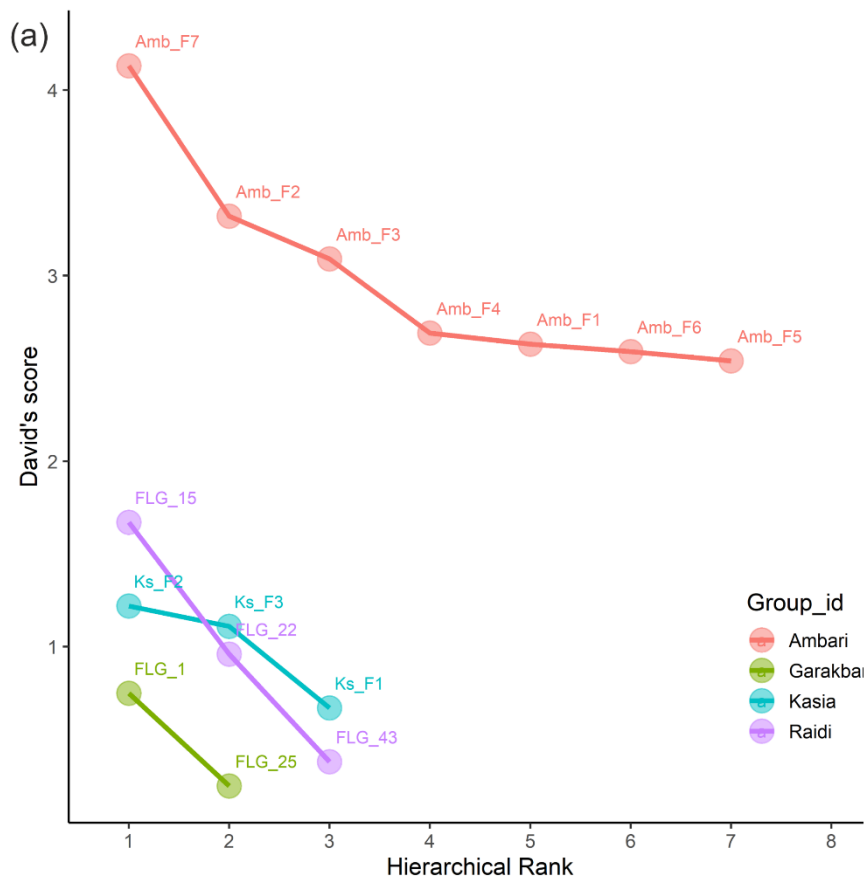 (a)
Amb_F7
4
Amb_F2
Amb_F3
3
Amb_F4
Amb_F1
Amb_F6
Amb_F5
David's score
2
FLG_15
Ks_F2
Ks_F3
FLG_22
1
FLG_1
Ks_F1
FLG_43
FLG_25
Group_id
a Ambari
a Garakbar
a Kasia
a Raidi
1 2 3 4 5 6 7 8
Hierarchical Rank